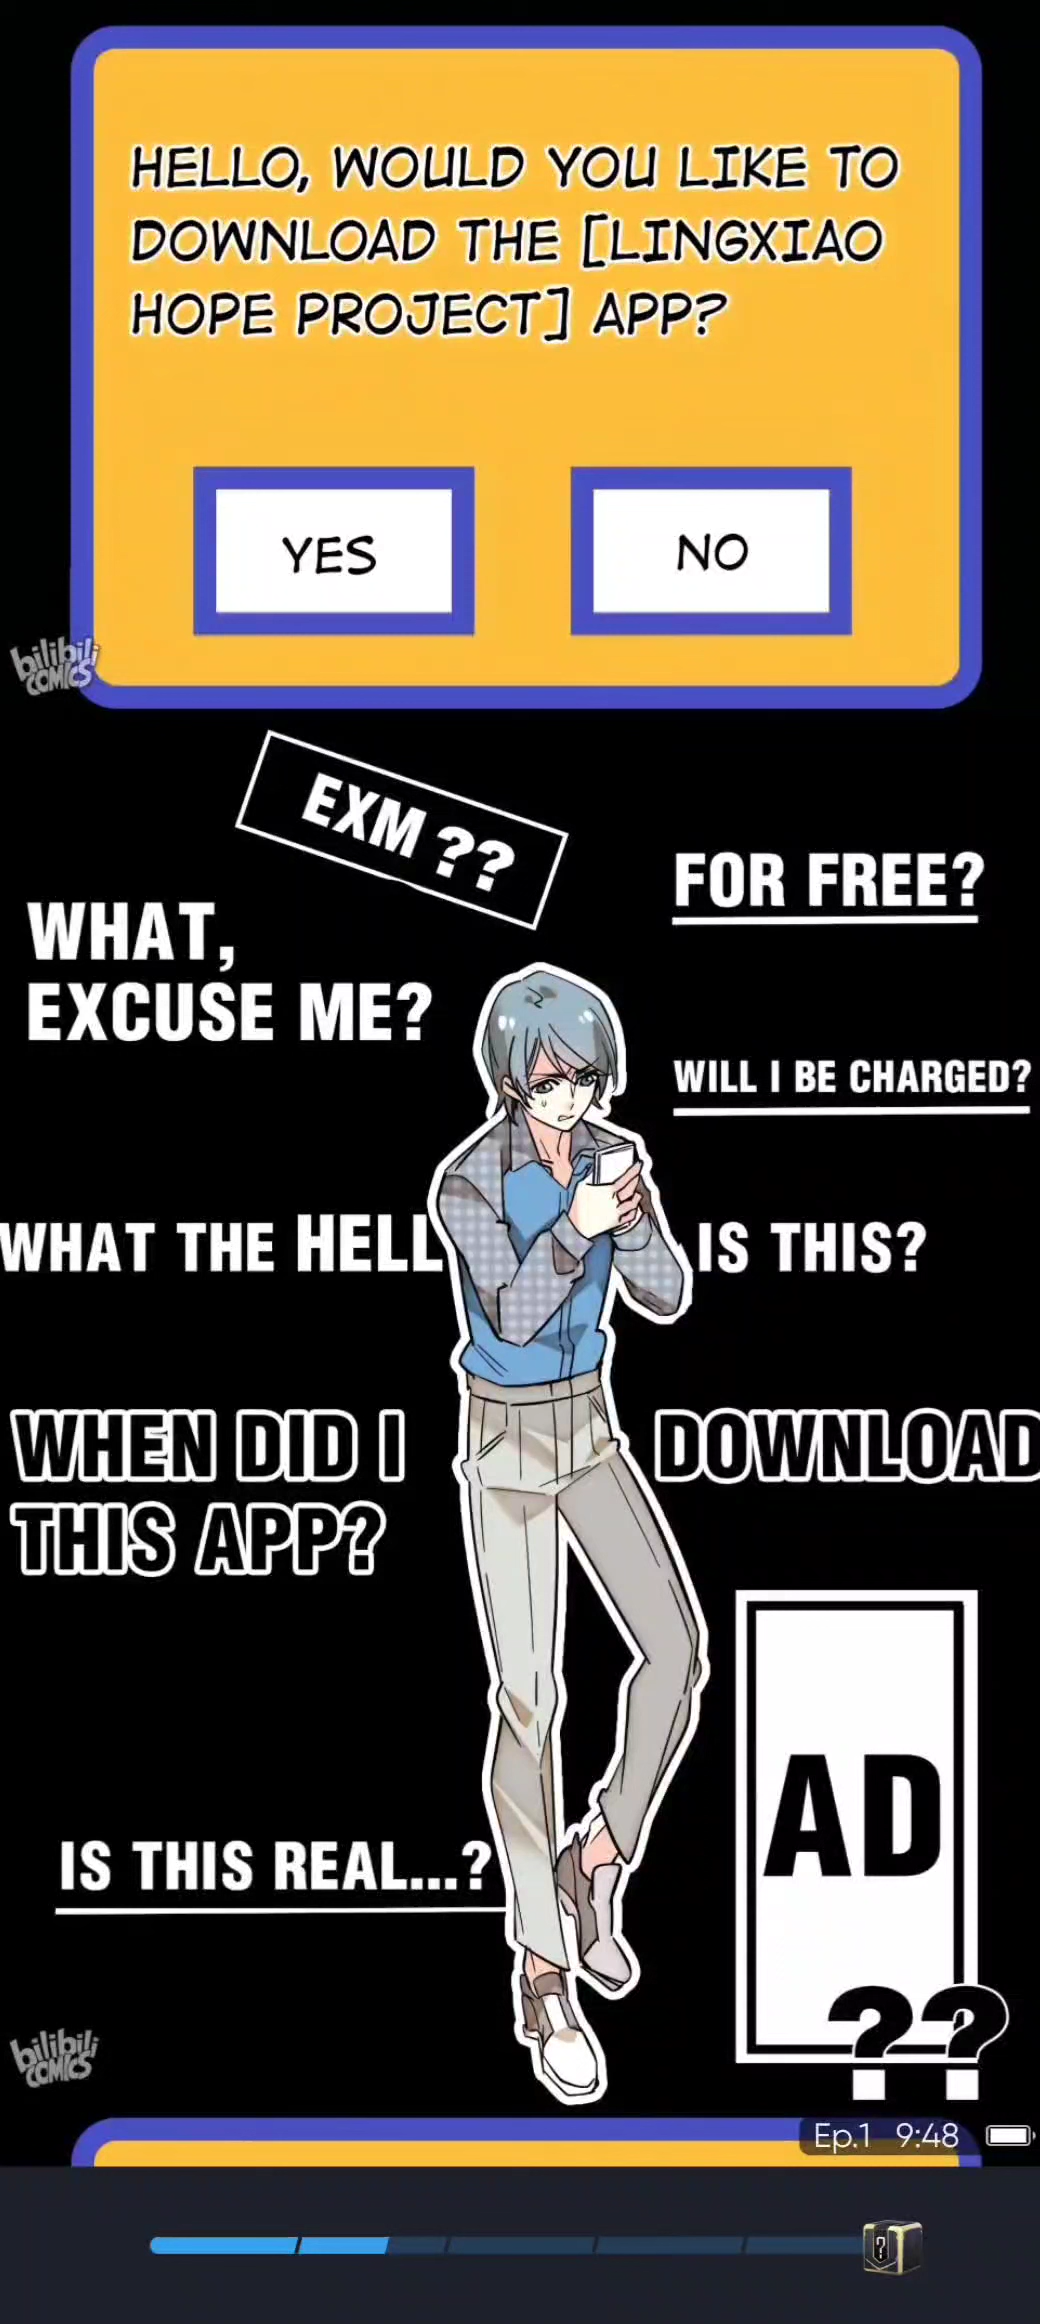 HELLO, WOULD YOU LIKE TO
DOWNLOAD THE [LINGXIAO
HOPE PROJECT] APP?
YES
NO
bilibili
COMICS
EXM ??
FOR FREE?
WHAT,
EXCUSE ME?
WILL I BE CHARGED?
WHAT THE HELL IS THIS?
WHEN DID I DOWNLOAD
THIS APP?
AD
??
IS THIS REAL...?
bilibili
COMICS
Ep.1 9:48
?